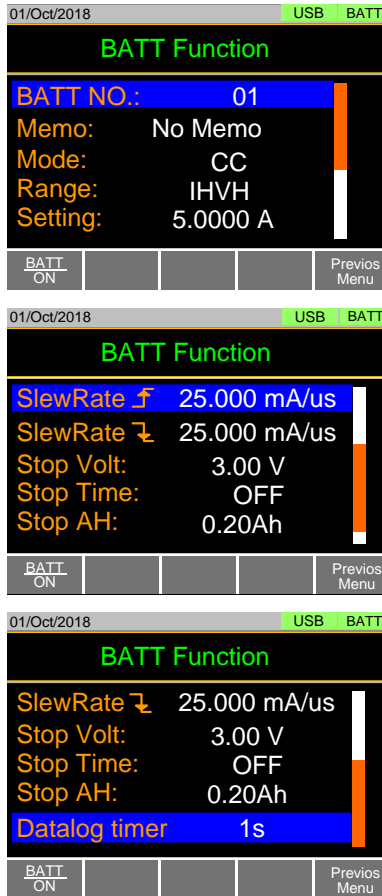 01/Oct/2018 USB BATT
BATT Function
BATT NO.: 01
Memo: No Memo
Mode: CC
Range: IHVH
Setting: 5.0000 A
BATT
ON
Previos
Menu
01/Oct/2018 USB BATT
BATT Function
SlewRate 25.000 mA/us
SlewRate 25.000 mA/us
Stop Volt: 3.00 V
Stop Time: OFF
Stop AH: 0.20Ah
BATT
ON
Previos
Menu
01/Oct/2018 USB BATT
BATT Function
SlewRate 25.000 mA/us
Stop Volt: 3.00 V
Stop Time: OFF
Stop AH: 0.20Ah
Datalog timer 1s
BATT
ON
Previos
Menu